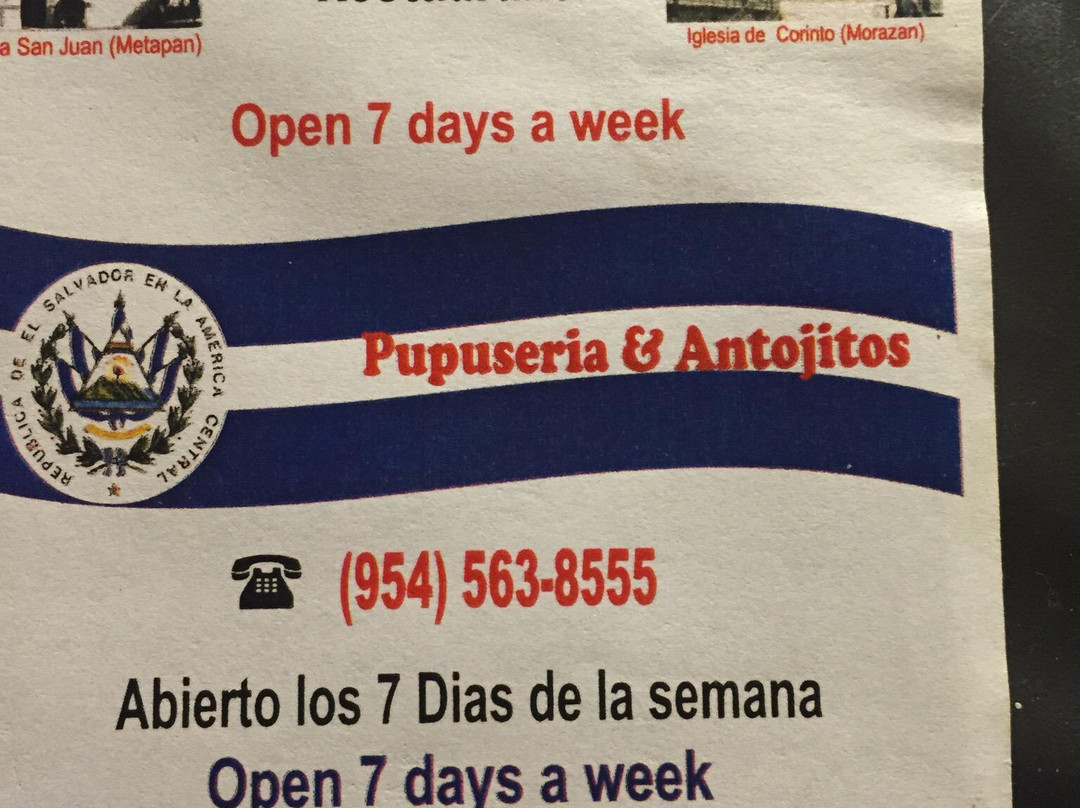 a San Juan (Metapan)
Iglesia de Corinto (Morazan)
Open 7 days a week
REPUBLICA DE EL SALVADOR EN LA AMERICA CENTRAL
Pupuseria & Antojitos
(954) 563-8555
Abierto los 7 Dias de la semana
Open 7 days a week